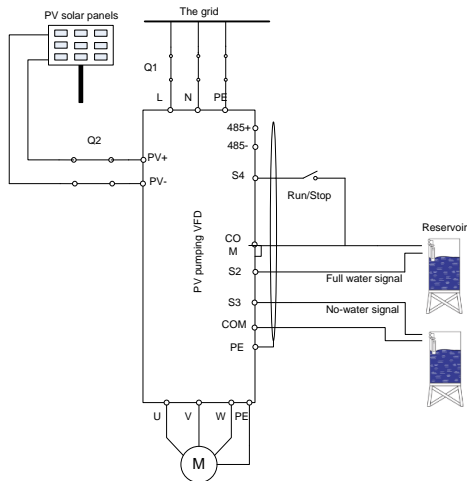 PV solar panels
The grid
Q1
L N PE
Q2
485+
485-
PV+
PV-
S4
Run/Stop
PV pumping VFD
CO
M
Reservoir
S2
Full water signal
S3
No-water signal
COM
PE
U V W PE
M